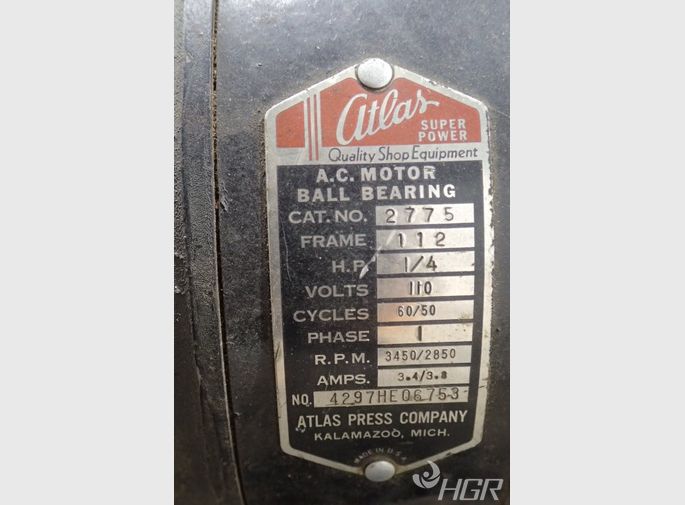 Atlas
SUPER
POWER
Quality Shop Equipment
A.C. MOTOR
BALL BEARING
CAT. NO. 2775
FRAME 112
H.P. 1/4
VOLTS 110
CYCLES 60/50
PHASE 1
R.P.M. 3450/2850
AMPS. 3.4/3.8
NO. 4297HE06753
ATLAS PRESS COMPANY
KALAMAZOO, MICH.
MADE IN U.S.A.
HGR